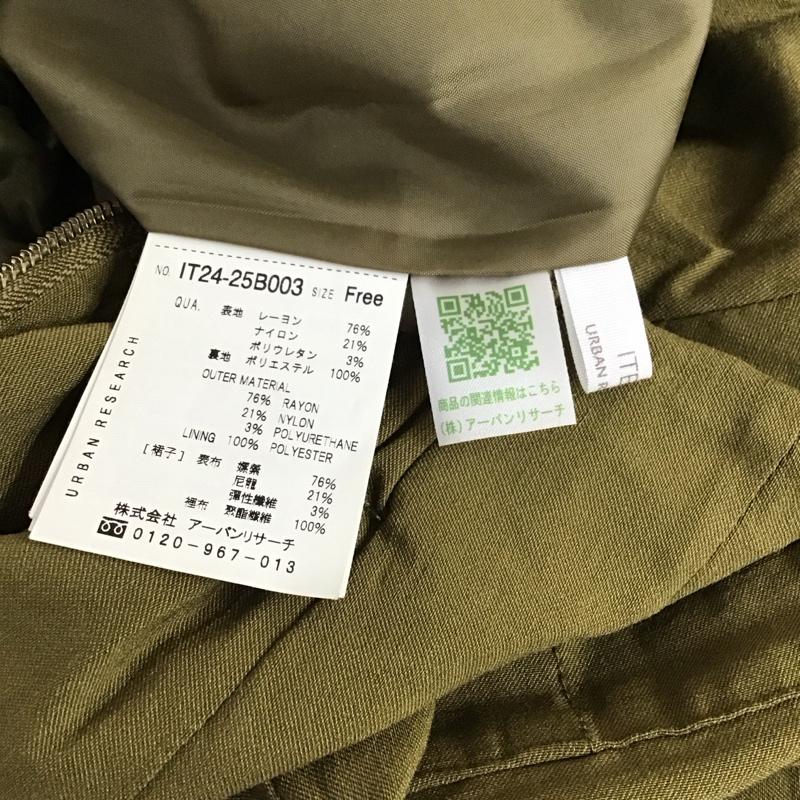 NO. IT24-25B003 SIZE Free
QUA. 表地 レーヨン 76%
ナイロン 21%
ポリウレタン 3%
裏地 ポリエステル 100%
OUTER MATERIAL
76% RAYON
21% NYLON
3% POLYURETHANE
LINING 100% POLYESTER
[裙子] 表布 嫘縈 76%
尼龍 21%
彈性纖維 3%
裡布 聚酯纖維 100%
株式会社 アーバンリサーチ
0120-967-013
URBAN RESEARCH
商品の関連情報はこちら
(株)アーバンリサーチ
URBAN